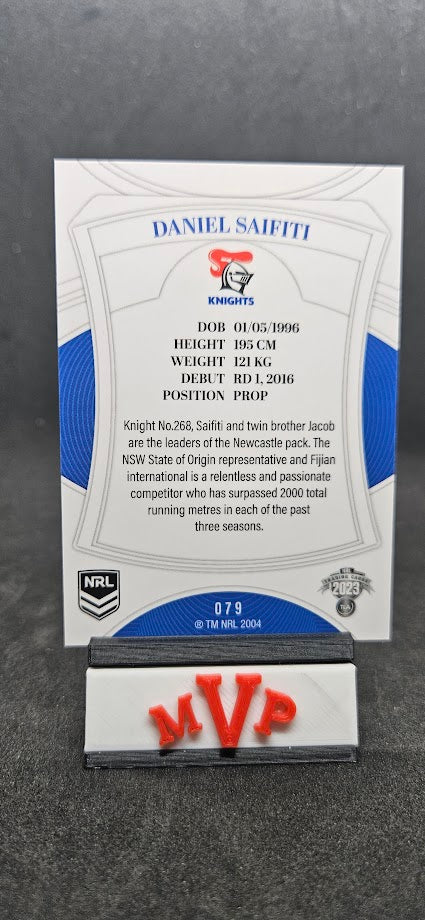 DANIEL SAIFITI
KNIGHTS
DOB 01/05/1996
HEIGHT 195 CM
WEIGHT 121 KG
DEBUT RD 1, 2016
POSITION PROP
Knight No.268, Saifiti and twin brother Jacob
are the leaders of the Newcastle pack. The
NSW State of Origin representative and Fijian
international is a relentless and passionate
competitor who has surpassed 2000 total
running metres in each of the past
three seasons.
NRL
TRADING CARDS
2023
079
® TM NRL 2004
MVP